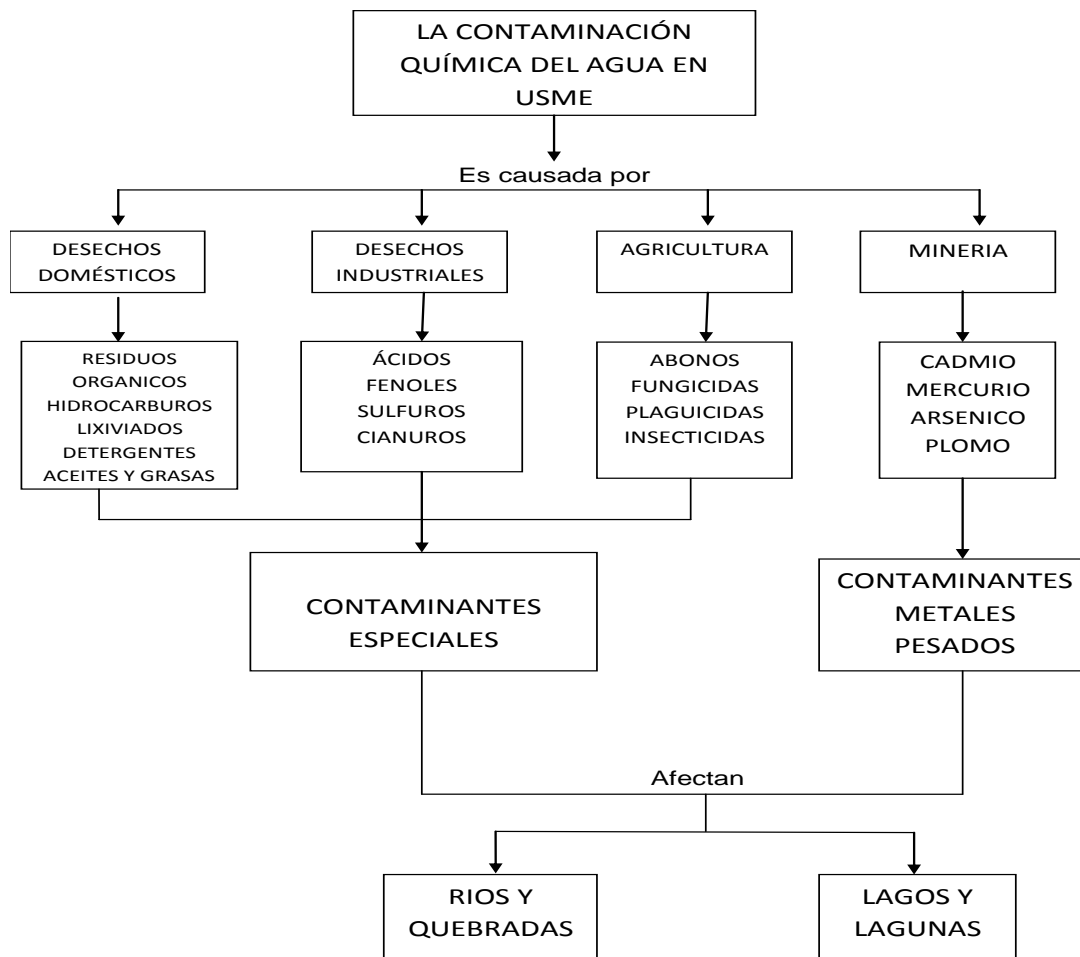 LA CONTAMINACIÓN
QUÍMICA DEL AGUA EN
USME
Es causada por
DESECHOS
DOMÉSTICOS
DESECHOS
INDUSTRIALES
AGRICULTURA
MINERIA
RESIDUOS
ORGANICOS
HIDROCARBUROS
LIXIVIADOS
DETERGENTES
ACEITES Y GRASAS
ÁCIDOS
FENOLES
SULFUROS
CIANUROS
ABONOS
FUNGICIDAS
PLAGUICIDAS
INSECTICIDAS
CADMIO
MERCURIO
ARSENICO
PLOMO
CONTAMINANTES
ESPECIALES
CONTAMINANTES
METALES
PESADOS
Afectan
RIOS Y
QUEBRADAS
LAGOS Y
LAGUNAS